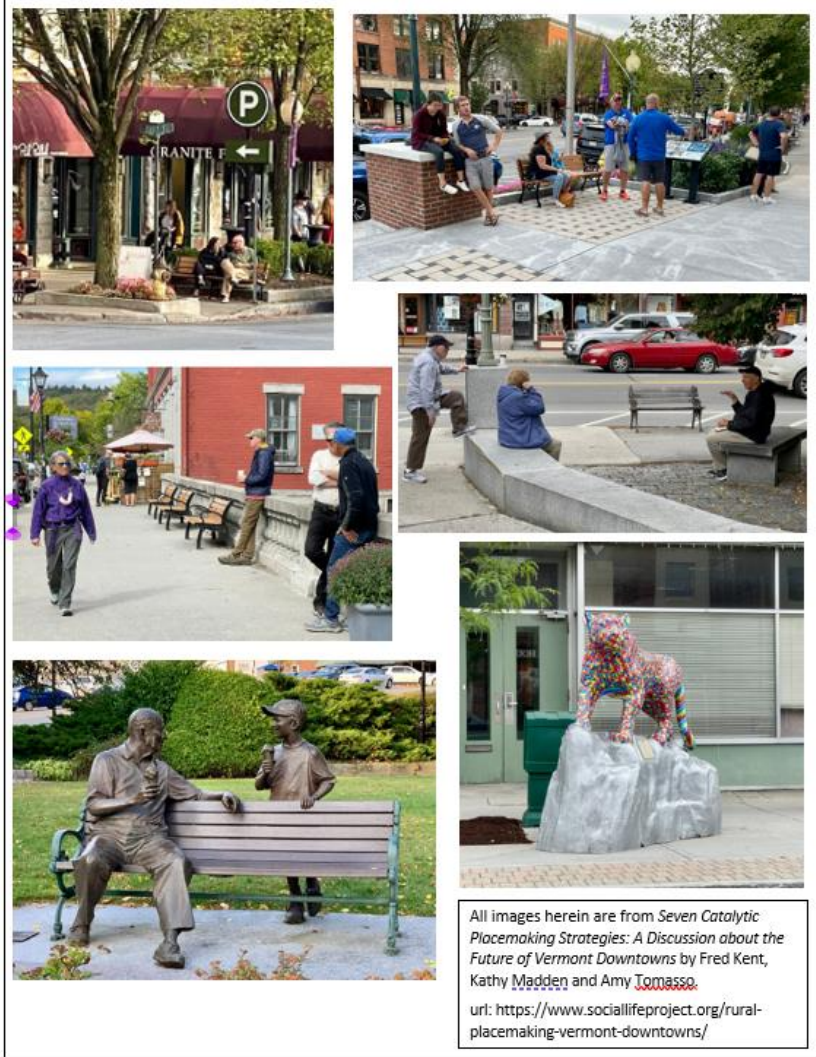 P
GRANITE
All images herein are from Seven Catalytic
Placemaking Strategies: A Discussion about the
Future of Vermont Downtowns by Fred Kent,
Kathy Madden and Amy Tomasso.
url: https://www.sociallifeproject.org/rural-
placemaking-vermont-downtowns/